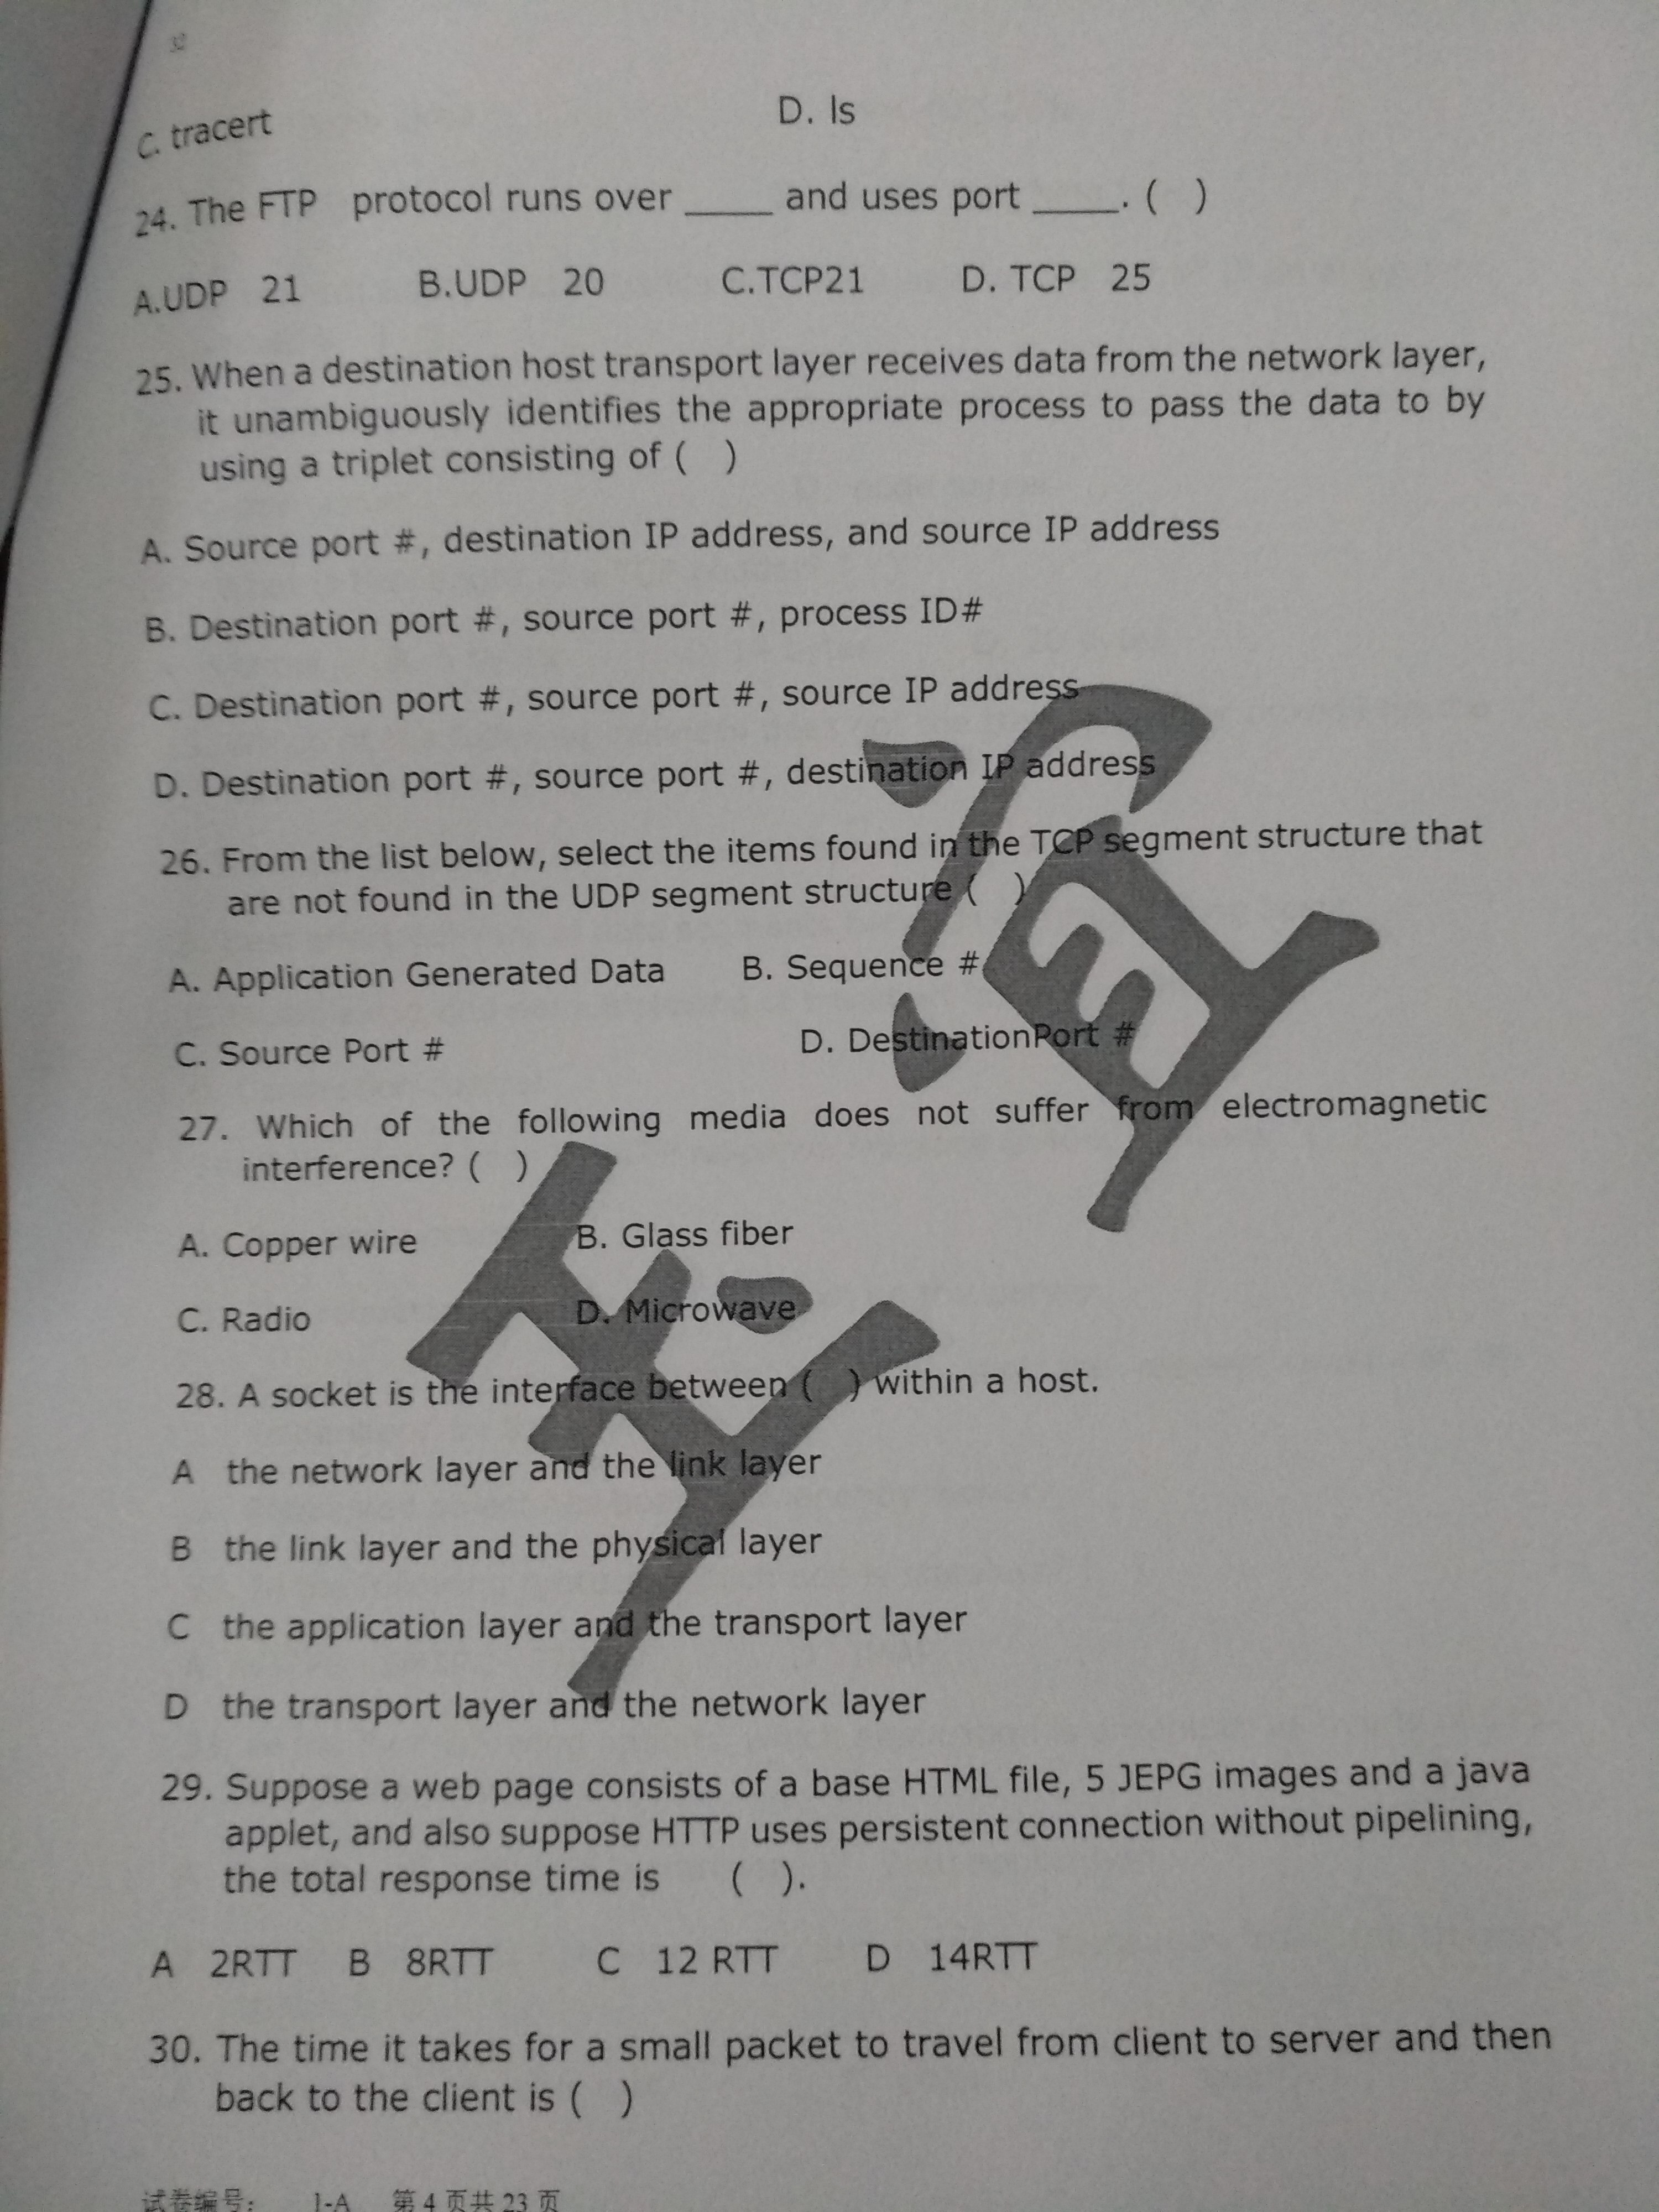 C. tracert D. ls
24. The FTP protocol runs over ____ and uses port ____. ( )
A.UDP 21 B.UDP 20 C.TCP21 D. TCP 25
25. When a destination host transport layer receives data from the network layer,
it unambiguously identifies the appropriate process to pass the data to by
using a triplet consisting of ( )
A. Source port #, destination IP address, and source IP address
B. Destination port #, source port #, process ID#
C. Destination port #, source port #, source IP address
D. Destination port #, source port #, destination IP address
26. From the list below, select the items found in the TCP segment structure that
are not found in the UDP segment structure ( )
A. Application Generated Data B. Sequence #
C. Source Port # D. DestinationPort #
27. Which of the following media does not suffer from electromagnetic
interference? ( )
A. Copper wire B. Glass fiber
C. Radio D. Microwave
28. A socket is the interface between ( ) within a host.
A the network layer and the link layer
B the link layer and the physical layer
C the application layer and the transport layer
D the transport layer and the network layer
29. Suppose a web page consists of a base HTML file, 5 JEPG images and a java
applet, and also suppose HTTP uses persistent connection without pipelining,
the total response time is ( ).
A 2RTT B 8RTT C 12 RTT D 14RTT
30. The time it takes for a small packet to travel from client to server and then
back to the client is ( )
试卷编号: 1-A 第 4 页共 23 页